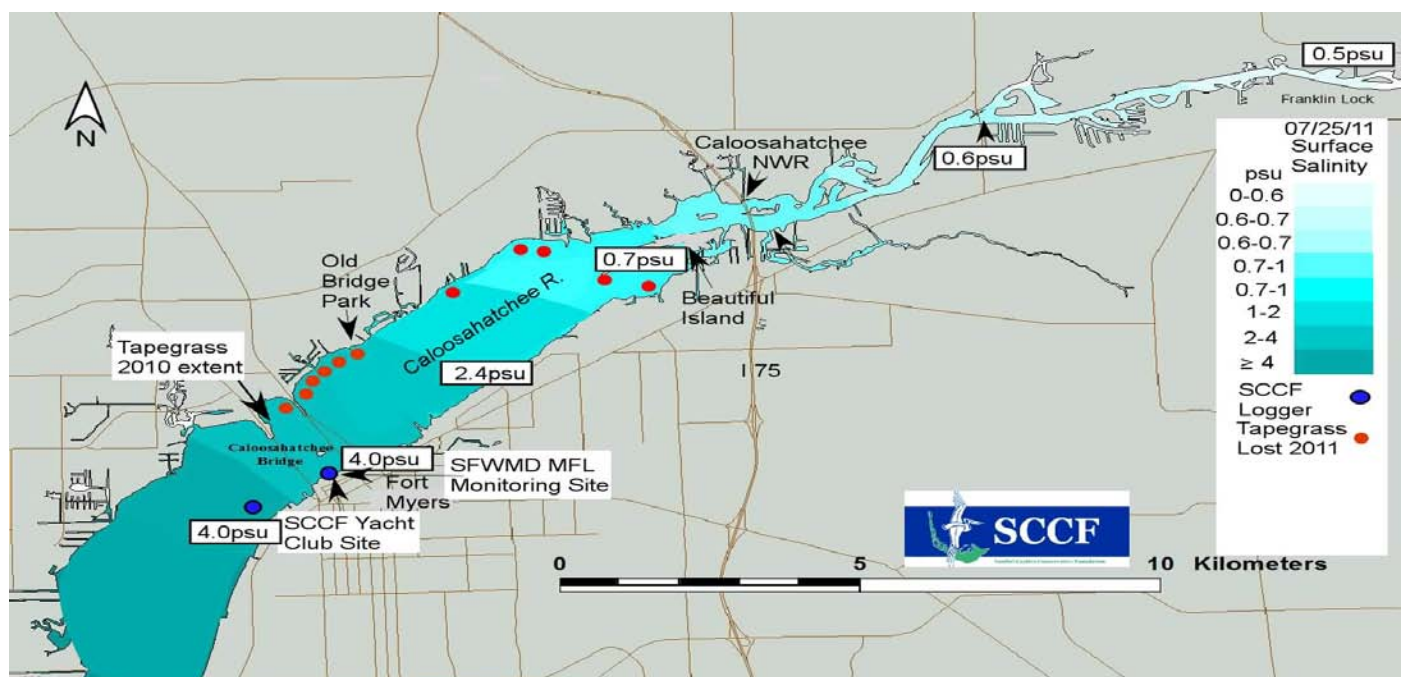 0.5psu
Franklin Lock
07/25/11
Surface
Salinity
psu
0-0.6
0.6-0.7
0.6-0.7
0.7-1
0.7-1
1-2
2-4
≥ 4
SCCF
Logger
Tapegrass
Lost 2011
Caloosahatchee
NWR
0.6psu
Old
Bridge
Park
0.7psu
Caloosahatchee R.
Beautiful
Island
Tapegrass
2010 extent
2.4psu
I 75
Caloosahatchee
Bridge
4.0psu
SFWMD MFL
Monitoring Site
Fort
Myers
4.0psu
SCCF Yacht
Club Site
SCCF
0 5 10 Kilometers
N